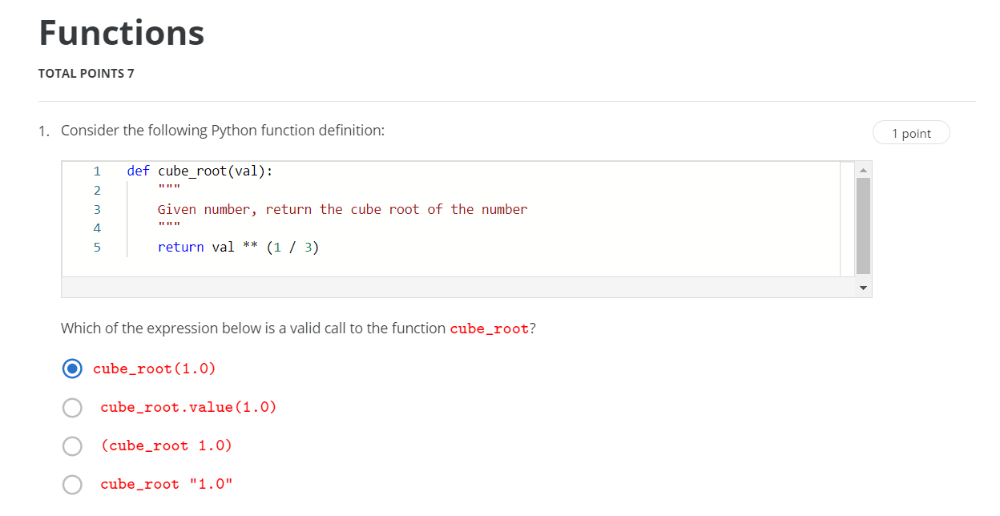 Functions
TOTAL POINTS 7
1. Consider the following Python function definition:
1 point
1 def cube_root(val):
2 """
3 Given number, return the cube root of the number
4 """
5 return val ** (1 / 3)
Which of the expression below is a valid call to the function cube_root?
cube_root(1.0)
cube_root.value(1.0)
(cube_root 1.0)
cube_root "1.0"